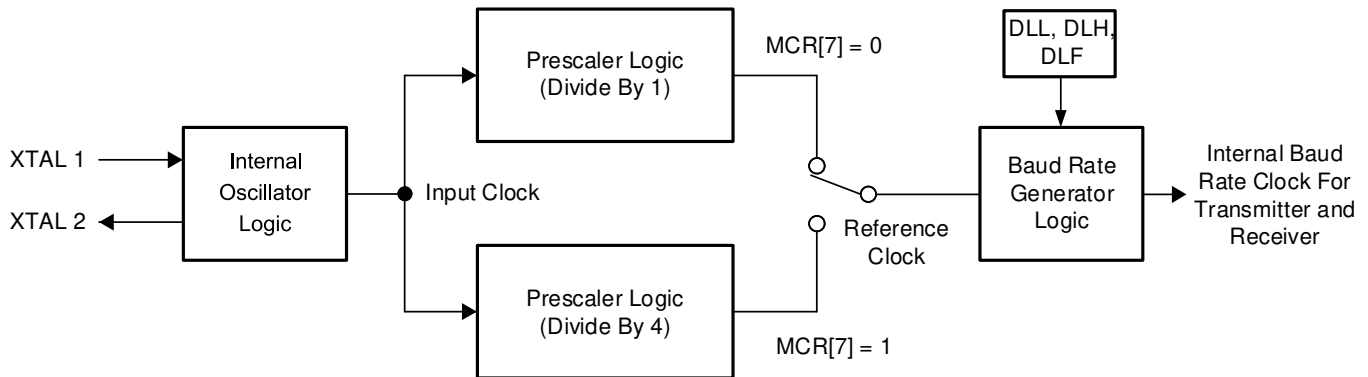 XTAL 1
XTAL 2
Internal
Oscillator
Logic
Input Clock
Prescaler Logic
(Divide By 1)
Prescaler Logic
(Divide By 4)
MCR[7] = 0
MCR[7] = 1
Reference
Clock
DLL, DLH,
DLF
Baud Rate
Generator
Logic
Internal Baud
Rate Clock For
Transmitter and
Receiver